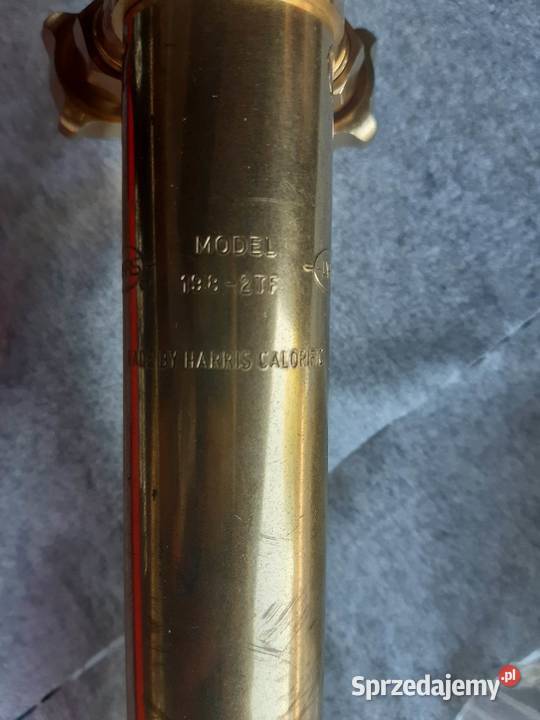 MODEL
198-2TF
BY HARRIS CALORIFIC
Sprzedajemy.pl